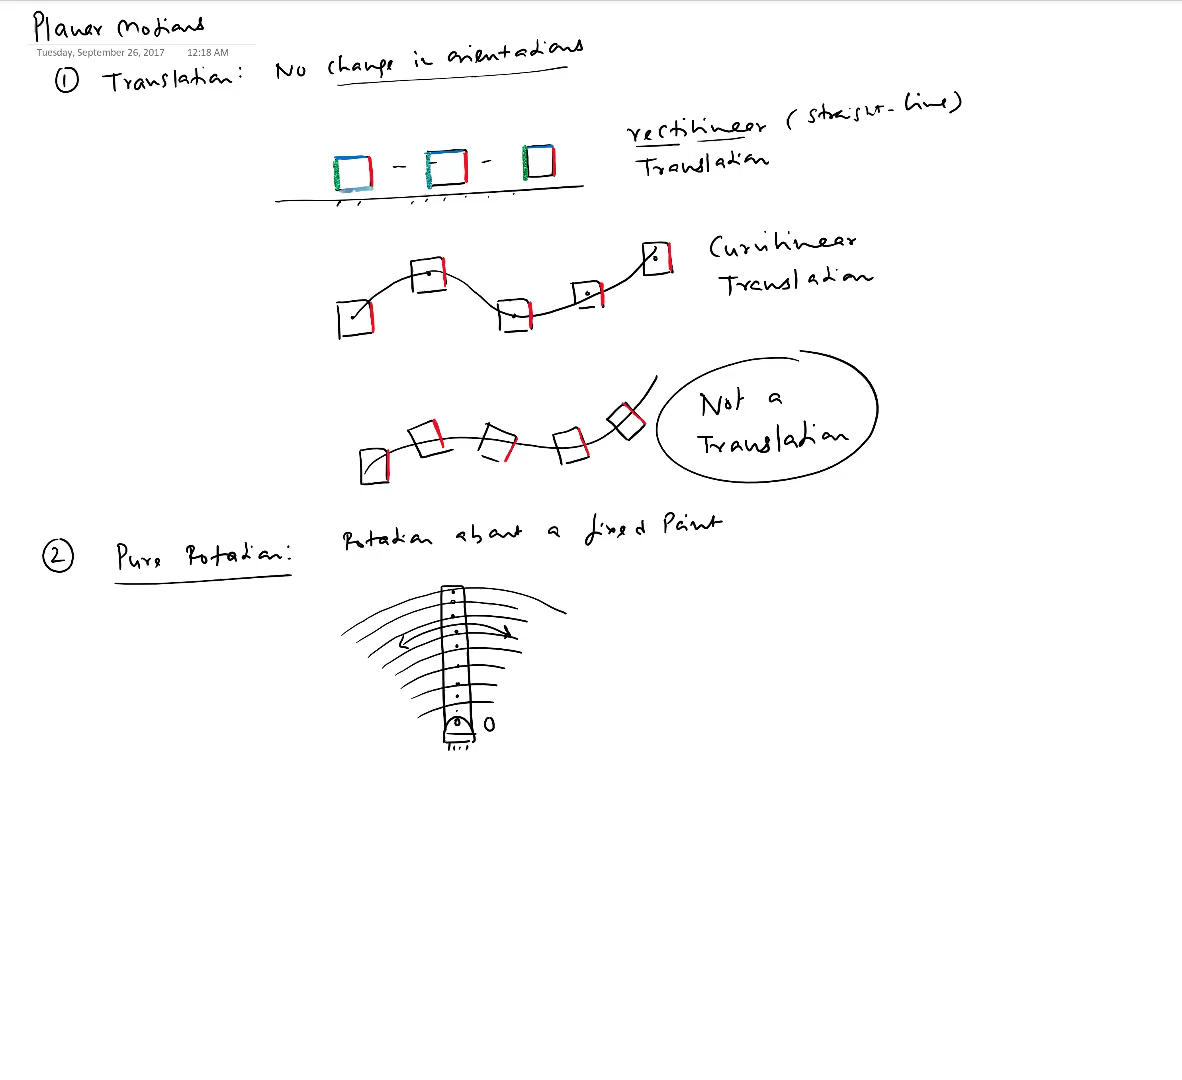 Planar Motions
Tuesday, September 26, 2017 12:18 AM
① Translation: No change in orientations
rectilinear (straight-line)
Translation
Curvilinear
Translation
Not a
Translation
② Pure Rotation: Rotation about a fixed Point
O